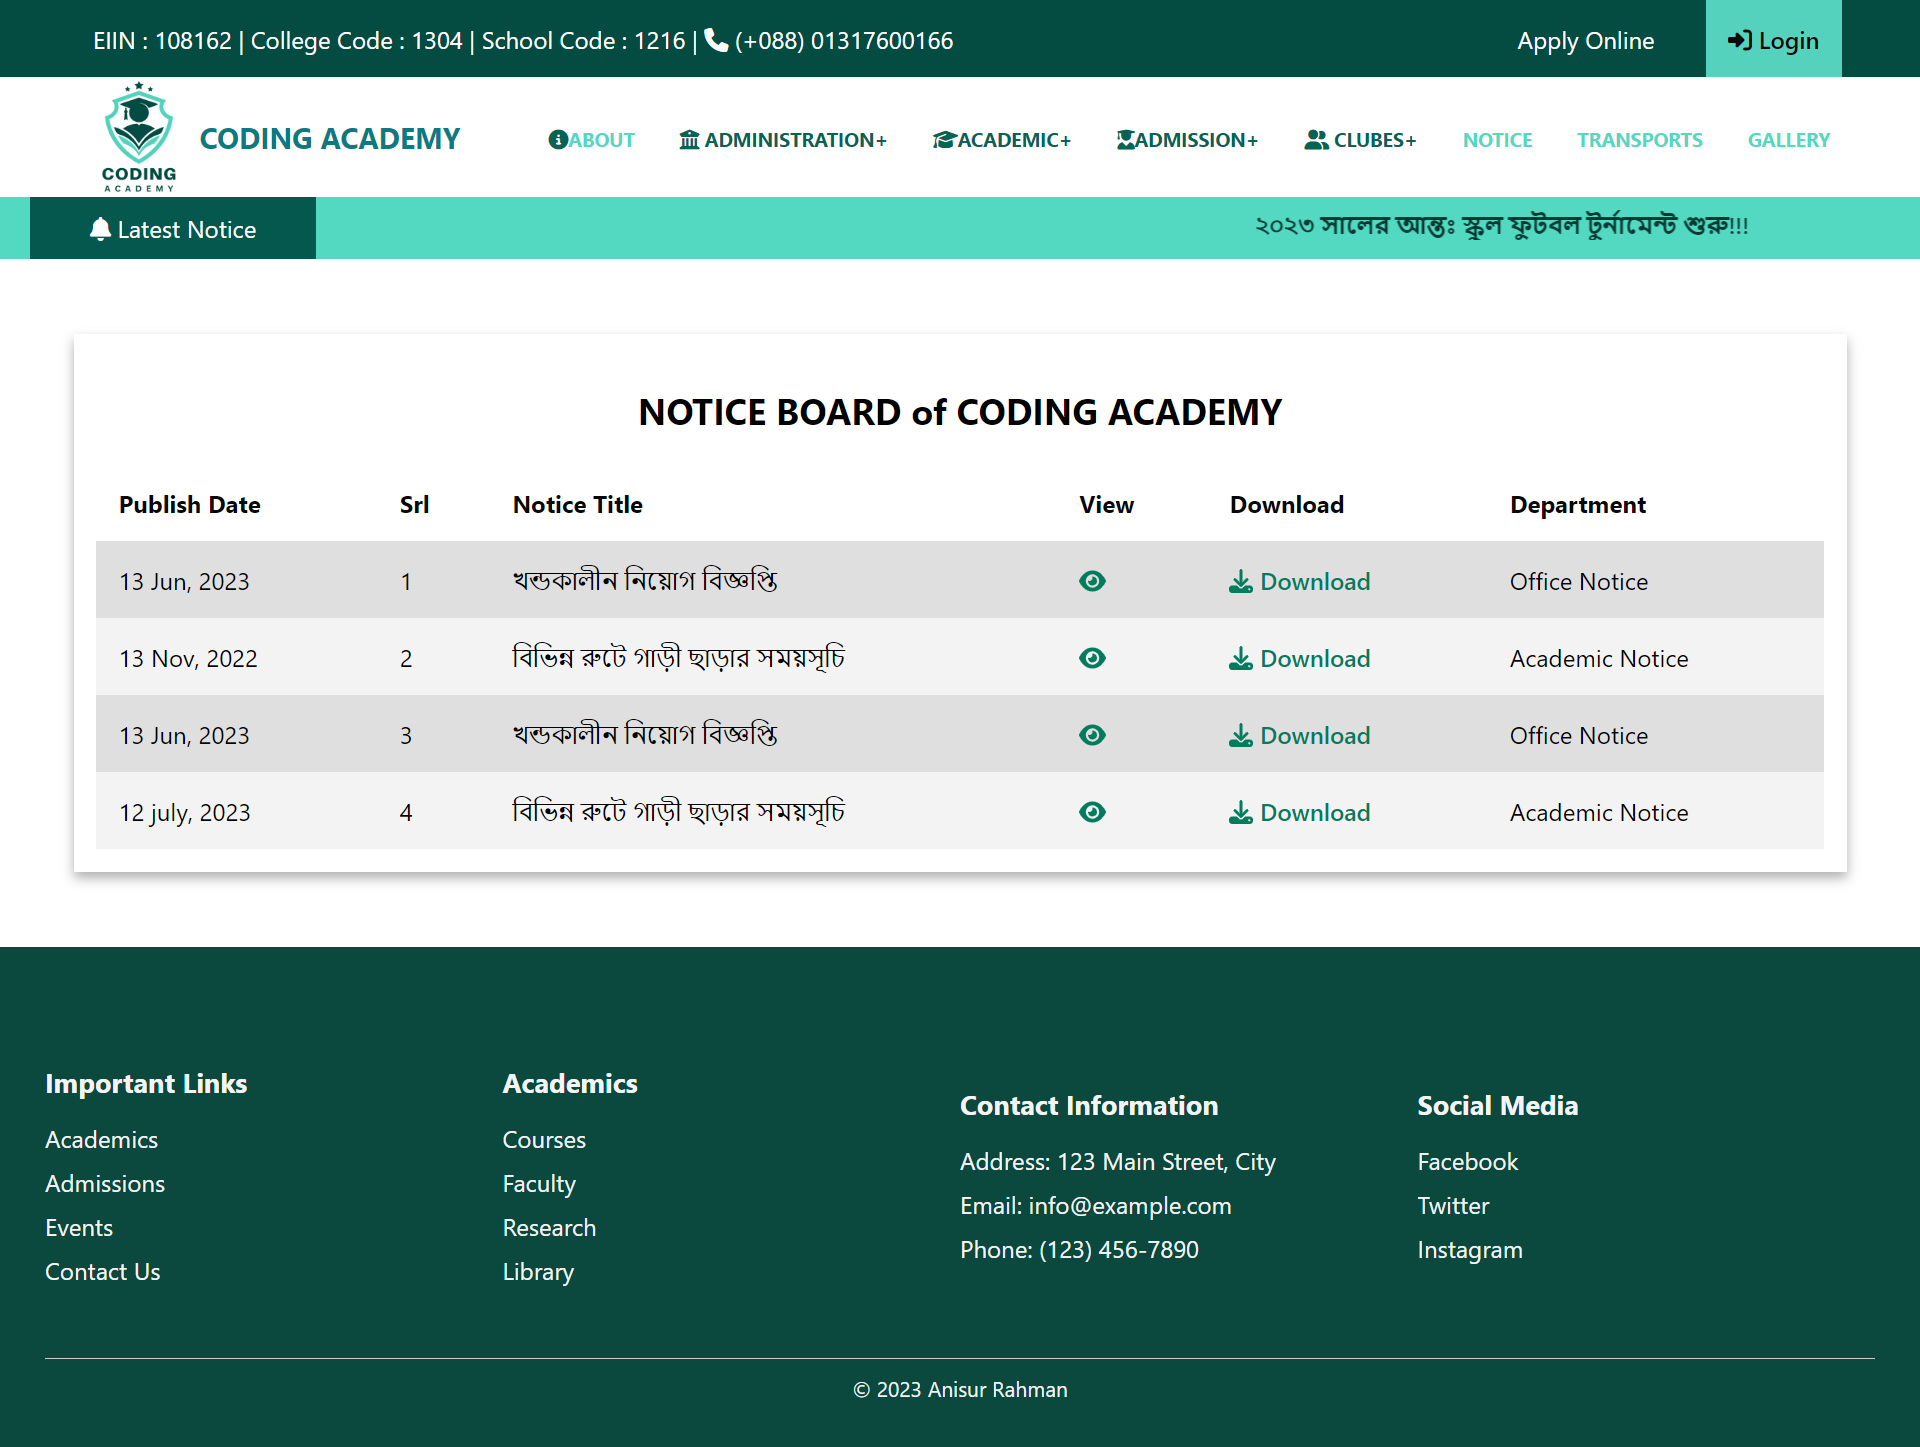 EIIN : 108162 | College Code : 1304 | School Code : 1216 | (+088) 01317600166
Apply Online
Login
CODING
ACADEMY
CODING ACADEMY
ABOUT
ADMINISTRATION+
ACADEMIC+
ADMISSION+
CLUBES+
NOTICE
TRANSPORTS
GALLERY
Latest Notice
২০২৩ সালের আন্তঃ স্কুল ফুটবল টুর্নামেন্ট শুরু!!!
NOTICE BOARD of CODING ACADEMY
Publish Date Srl Notice Title View Download Department
13 Jun, 2023 1 খন্ডকালীন নিয়োগ বিজ্ঞপ্তি Download Office Notice
13 Nov, 2022 2 বিভিন্ন রুটে গাড়ী ছাড়ার সময়সূচি Download Academic Notice
13 Jun, 2023 3 খন্ডকালীন নিয়োগ বিজ্ঞপ্তি Download Office Notice
12 july, 2023 4 বিভিন্ন রুটে গাড়ী ছাড়ার সময়সূচি Download Academic Notice
Important Links
Academics
Admissions
Events
Contact Us
Academics
Courses
Faculty
Research
Library
Contact Information
Address: 123 Main Street, City
Email: info@example.com
Phone: (123) 456-7890
Social Media
Facebook
Twitter
Instagram
© 2023 Anisur Rahman